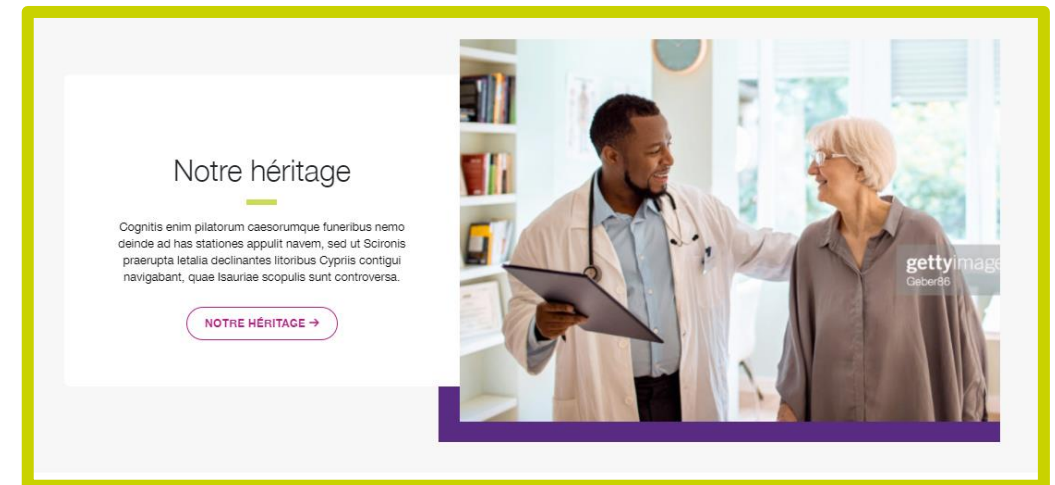 Notre héritage
Cognitis enim pilatorum caesorumque funeribus nemo
deinde ad has stationes appulit navem, sed ut Scironis
praerupta letalia declinantes litoribus Cypriis contigui
navigabant, quae Isauriae scopulis sunt controversa.
NOTRE HÉRITAGE →
gettyimage
Geber86